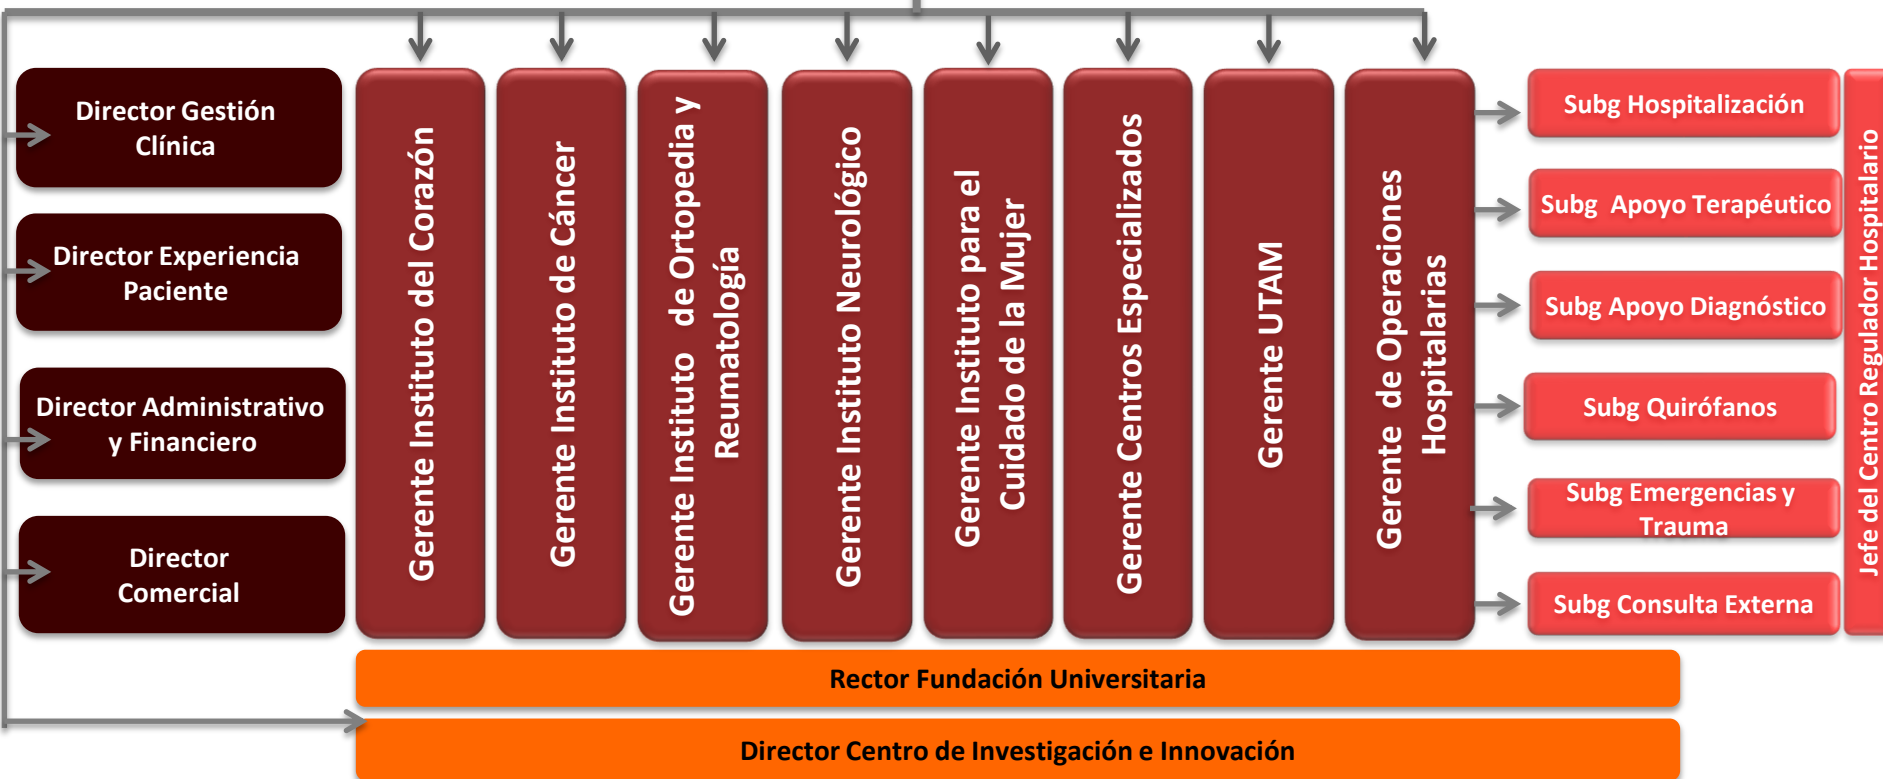 Director Gestión
Clínica
Director Experiencia
Paciente
Director Administrativo
y Financiero
Director
Comercial
Gerente Instituto del Corazón
Gerente Instituto de Cáncer
Gerente Instituto de Ortopedia y
Reumatología
Gerente Instituto Neurológico
Gerente Instituto para el
Cuidado de la Mujer
Gerente Centros Especializados
Gerente UTAM
Gerente de Operaciones
Hospitalarias
Subg Hospitalización
Subg Apoyo Terapéutico
Subg Apoyo Diagnóstico
Subg Quirófanos
Subg Emergencias y
Trauma
Subg Consulta Externa
Jefe del Centro Regulador Hospitalario
Rector Fundación Universitaria
Director Centro de Investigación e Innovación